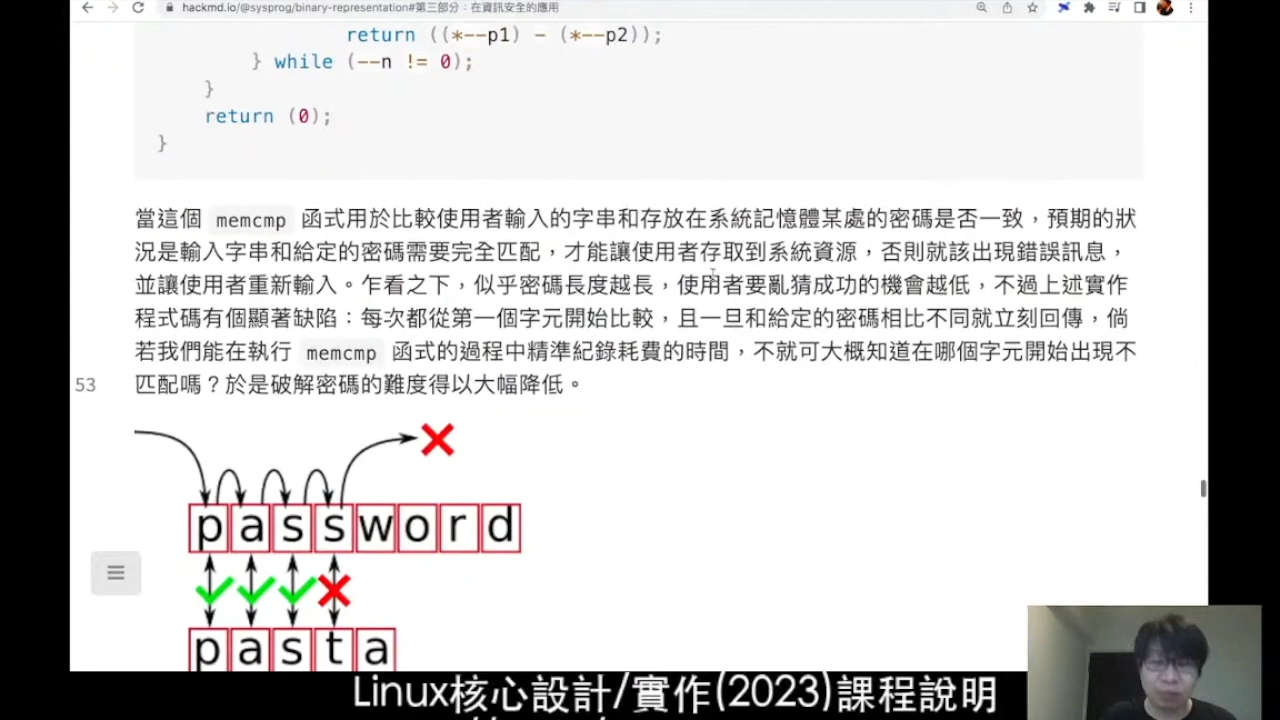 hackmd.io/@sysprog/binary-representation#第三部分：在資訊安全的應用
return ((*--p1) - (*--p2));
} while (--n != 0);
}
return (0);
}
當這個 memcmp 函式用於比較使用者輸入的字串和存放在系統記憶體某處的密碼是否一致，預期的狀
況是輸入字串和給定的密碼需要完全匹配，才能讓使用者存取到系統資源，否則就該出現錯誤訊息，
並讓使用者重新輸入。乍看之下，似乎密碼長度越長，使用者要亂猜成功的機會越低，不過上述實作
程式碼有個顯著缺陷：每次都從第一個字元開始比較，且一旦和給定的密碼相比不同就立刻回傳，倘
若我們能在執行 memcmp 函式的過程中精準紀錄耗費的時間，不就可大概知道在哪個字元開始出現不
53 匹配嗎？於是破解密碼的難度得以大幅降低。
password
pasta
Linux核心設計/實作(2023)課程說明